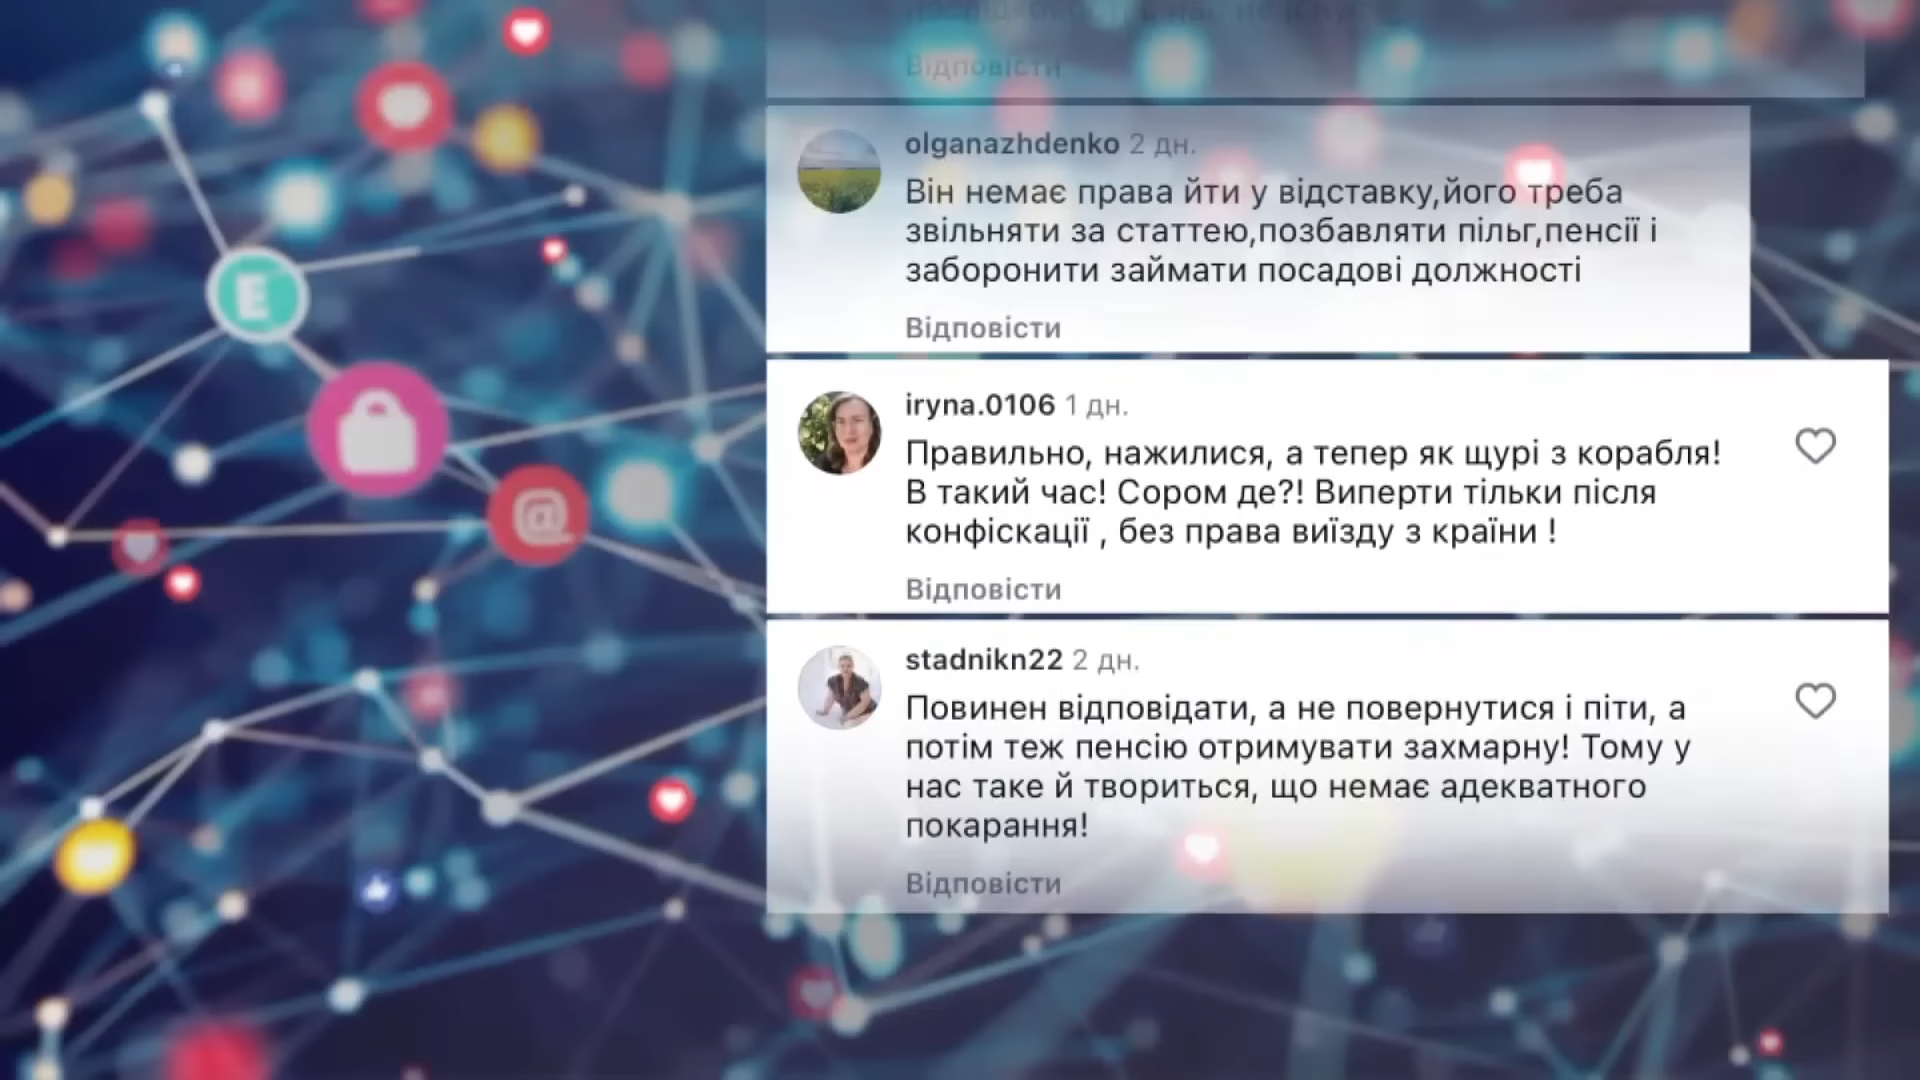 Відповісти
olganazhdenko 2 дн.
Він немає права йти у відставку,його треба
звільняти за статтею,позбавляти пільг,пенсії і
заборонити займати посадові должності
Відповісти
E
@
iryna.0106 1 дн.
Правильно, нажилися, а тепер як щурі з корабля!
В такий час! Сором де?! Виперти тільки після
конфіскації , без права виїзду з країни !
Відповісти
stadnikn22 2 дн.
Повинен відповідати, а не повернутися і піти, а
потім теж пенсію отримувати захмарну! Тому у
нас таке й твориться, що немає адекватного
покарання!
Відповісти